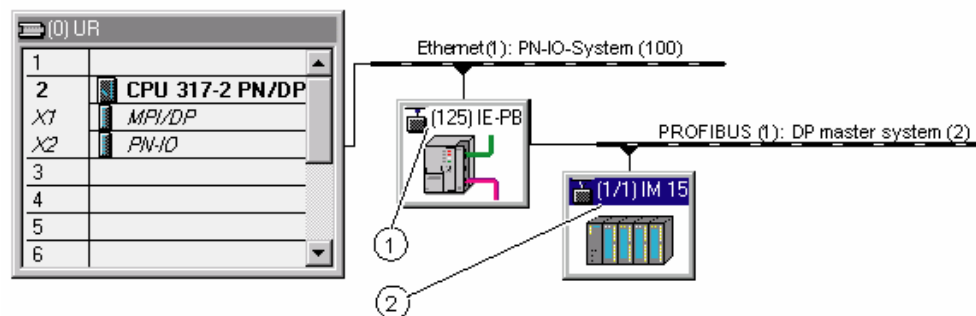 (0) UR
1
2 CPU 317-2 PN/DP
X1 MPI/DP
X2 PN-IO
3
4
5
6
Ethernet(1): PN-IO-System (100)
(125) IE-PB
PROFIBUS (1): DP master system (2)
(1/1) IM 15
1
2